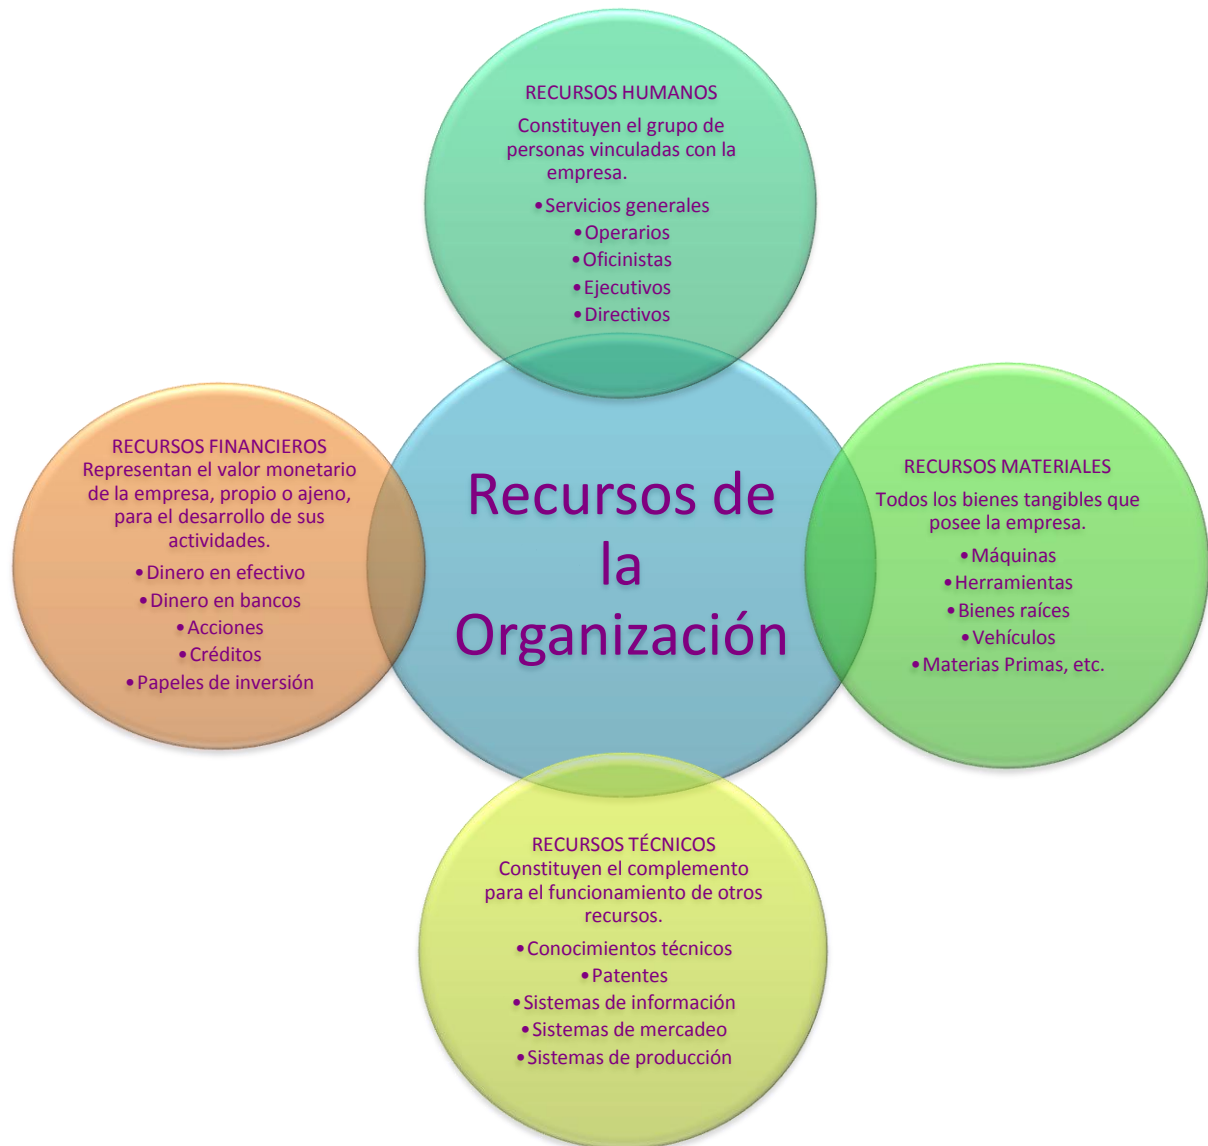 RECURSOS HUMANOS
Constituyen el grupo de
personas vinculadas con la
empresa.
•Servicios generales
•Operarios
•Oficinistas
•Ejecutivos
•Directivos
RECURSOS FINANCIEROS
Representan el valor monetario
de la empresa, propio o ajeno,
para el desarrollo de sus
actividades.
•Dinero en efectivo
•Dinero en bancos
•Acciones
•Créditos
•Papeles de inversión
Recursos de
la
Organización
RECURSOS MATERIALES
Todos los bienes tangibles que
posee la empresa.
•Máquinas
•Herramientas
•Bienes raíces
•Vehículos
•Materias Primas, etc.
RECURSOS TÉCNICOS
Constituyen el complemento
para el funcionamiento de otros
recursos.
•Conocimientos técnicos
•Patentes
•Sistemas de información
•Sistemas de mercadeo
•Sistemas de producción